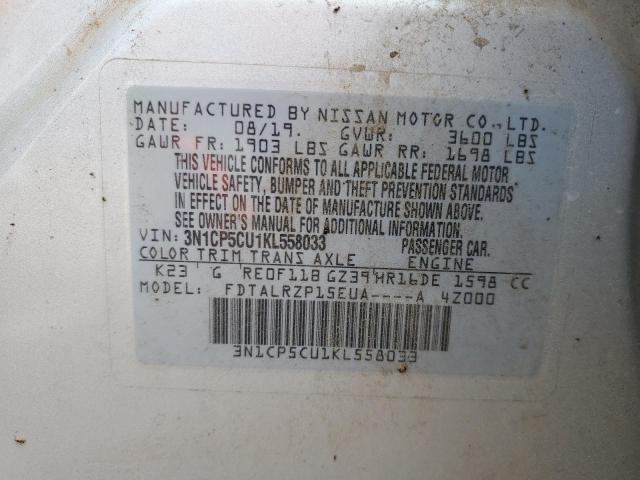 MANUFACTURED BY NISSAN MOTOR CO.,LTD.
DATE: 08/19. GVWR: 3600 LBS
GAWR FR: 1903 LBS GAWR RR: 1698 LBS
THIS VEHICLE CONFORMS TO ALL APPLICABLE FEDERAL MOTOR
VEHICLE SAFETY, BUMPER AND THEFT PREVENTION STANDARDS
IN EFFECT ON THE DATE OF MANUFACTURE SHOWN ABOVE.
SEE OWNER'S MANUAL FOR ADDITIONAL INFORMATION.
VIN: 3N1CP5CU1KL558033 PASSENGER CAR.
COLOR TRIM TRANS AXLE ENGINE
K23 G RE0F11B GZ39 HR16DE 1598 CC
MODEL: FDTALRZP15EUA----A 4Z000
3N1CP5CU1KL558033